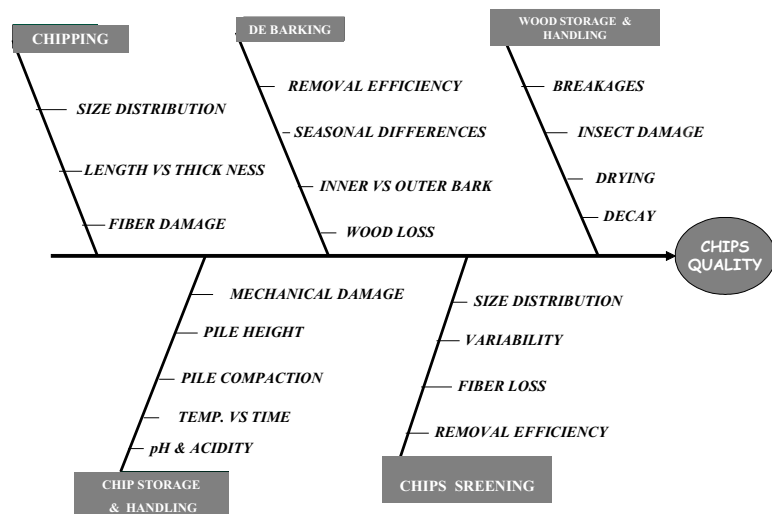 CHIPPING
SIZE DISTRIBUTION
LENGTH VS THICK NESS
FIBER DAMAGE
DE BARKING
REMOVAL EFFICIENCY
SEASONAL DIFFERENCES
INNER VS OUTER BARK
WOOD LOSS
WOOD STORAGE &
HANDLING
BREAKAGES
INSECT DAMAGE
DRYING
DECAY
CHIPS
QUALITY
MECHANICAL DAMAGE
PILE HEIGHT
PILE COMPACTION
TEMP. VS TIME
pH & ACIDITY
CHIP STORAGE
& HANDLING
SIZE DISTRIBUTION
VARIABILITY
FIBER LOSS
REMOVAL EFFICIENCY
CHIPS SREENING